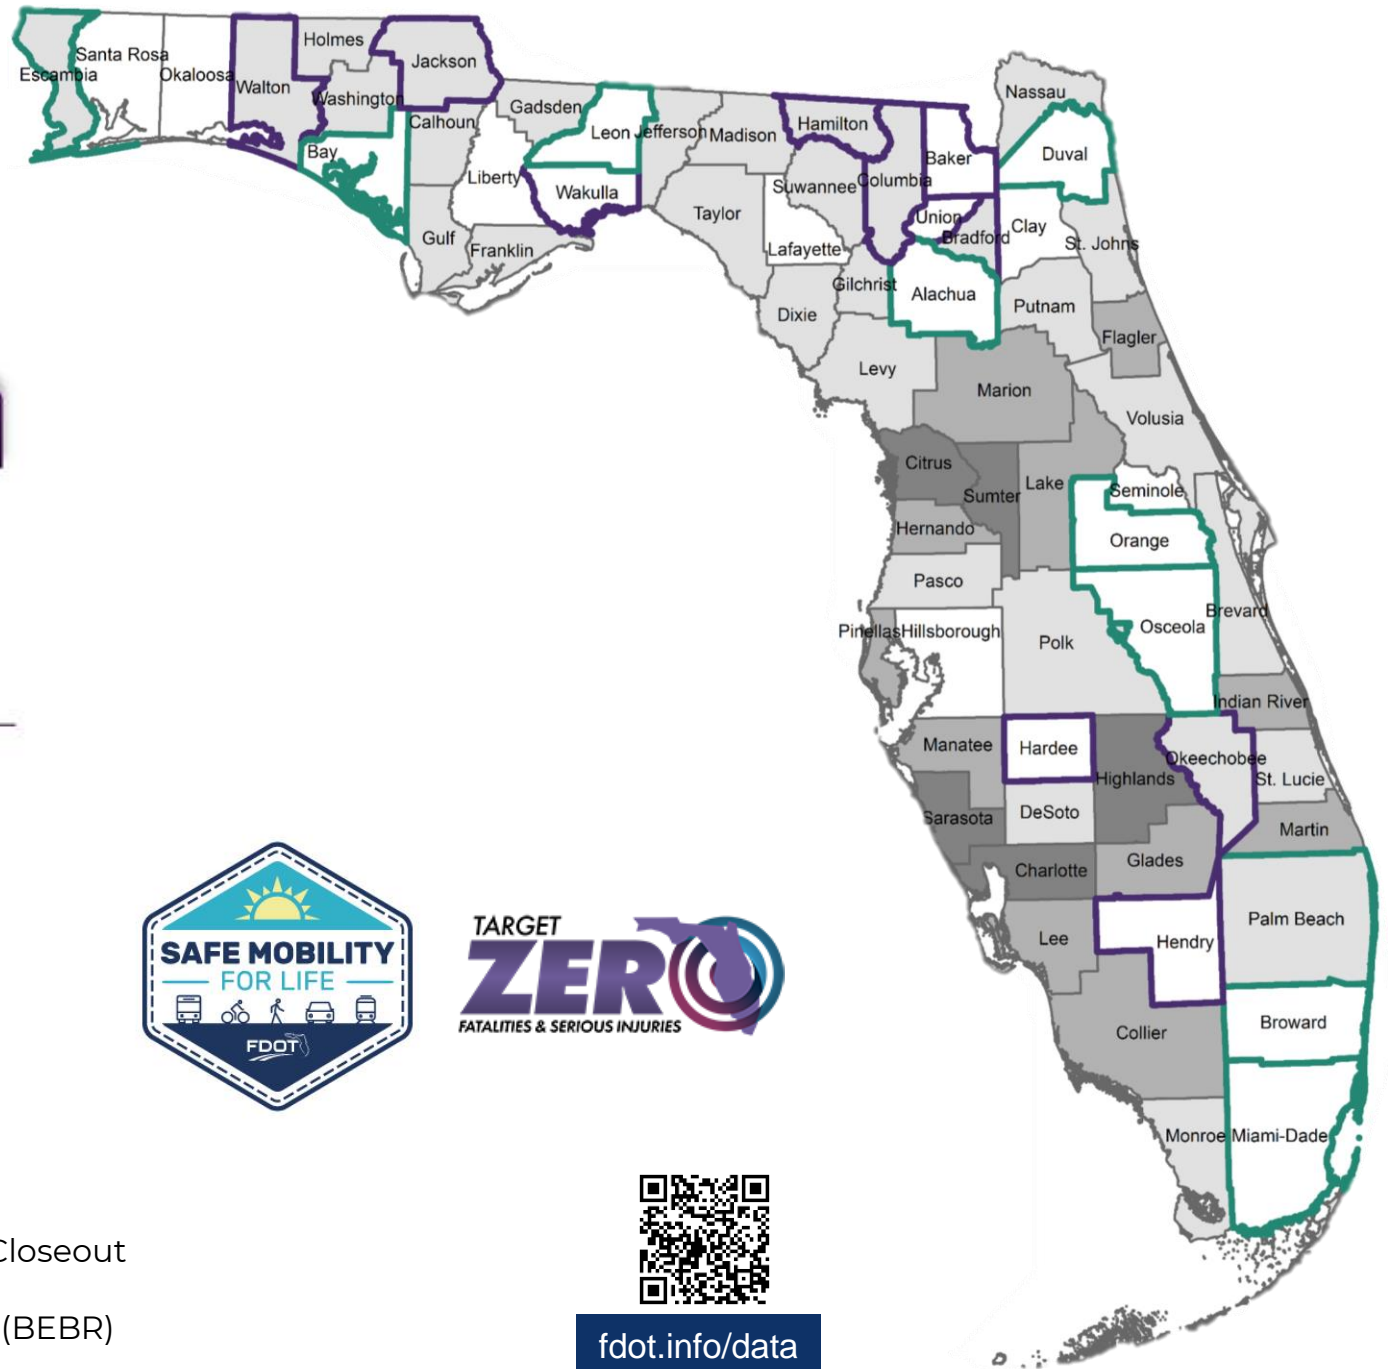 Santa Rosa
Escambia
Okaloosa
Walton
Holmes
Washington
Jackson
Bay
Calhoun
Gadsden
Liberty
Gulf
Franklin
Leon
Wakulla
Jefferson
Madison
Taylor
Hamilton
Suwannee
Lafayette
Dixie
Columbia
Gilchrist
Baker
Union
Bradford
Alachua
Nassau
Duval
Clay
St. Johns
Putnam
Flagler
Levy
Marion
Volusia
Citrus
Sumter
Lake
Seminole
Hernando
Orange
Pasco
Pinellas
Hillsborough
Polk
Osceola
Brevard
Indian River
Manatee
Hardee
Highlands
Okeechobee
St. Lucie
Sarasota
DeSoto
Martin
Charlotte
Glades
Lee
Hendry
Palm Beach
Collier
Broward
Monroe
Miami-Dade
SAFE MOBILITY
FOR LIFE
FDOT
TARGET
ZERO
FATALITIES & SERIOUS INJURIES
Closeout
(BEBR)
fdot.info/data